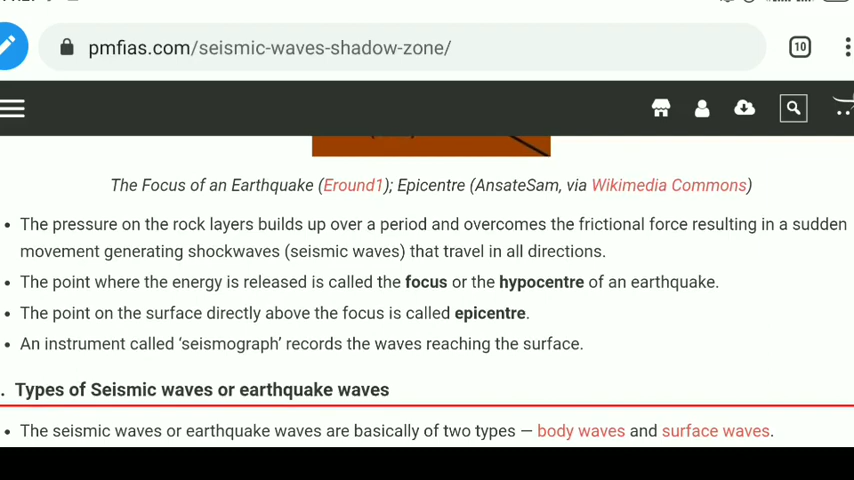 pmfias.com/seismic-waves-shadow-zone/
10
The Focus of an Earthquake (Eround1); Epicentre (AnsateSam, via Wikimedia Commons)
• The pressure on the rock layers builds up over a period and overcomes the frictional force resulting in a sudden
movement generating shockwaves (seismic waves) that travel in all directions.
• The point where the energy is released is called the focus or the hypocentre of an earthquake.
• The point on the surface directly above the focus is called epicentre.
• An instrument called ‘seismograph’ records the waves reaching the surface.
. Types of Seismic waves or earthquake waves
• The seismic waves or earthquake waves are basically of two types — body waves and surface waves.